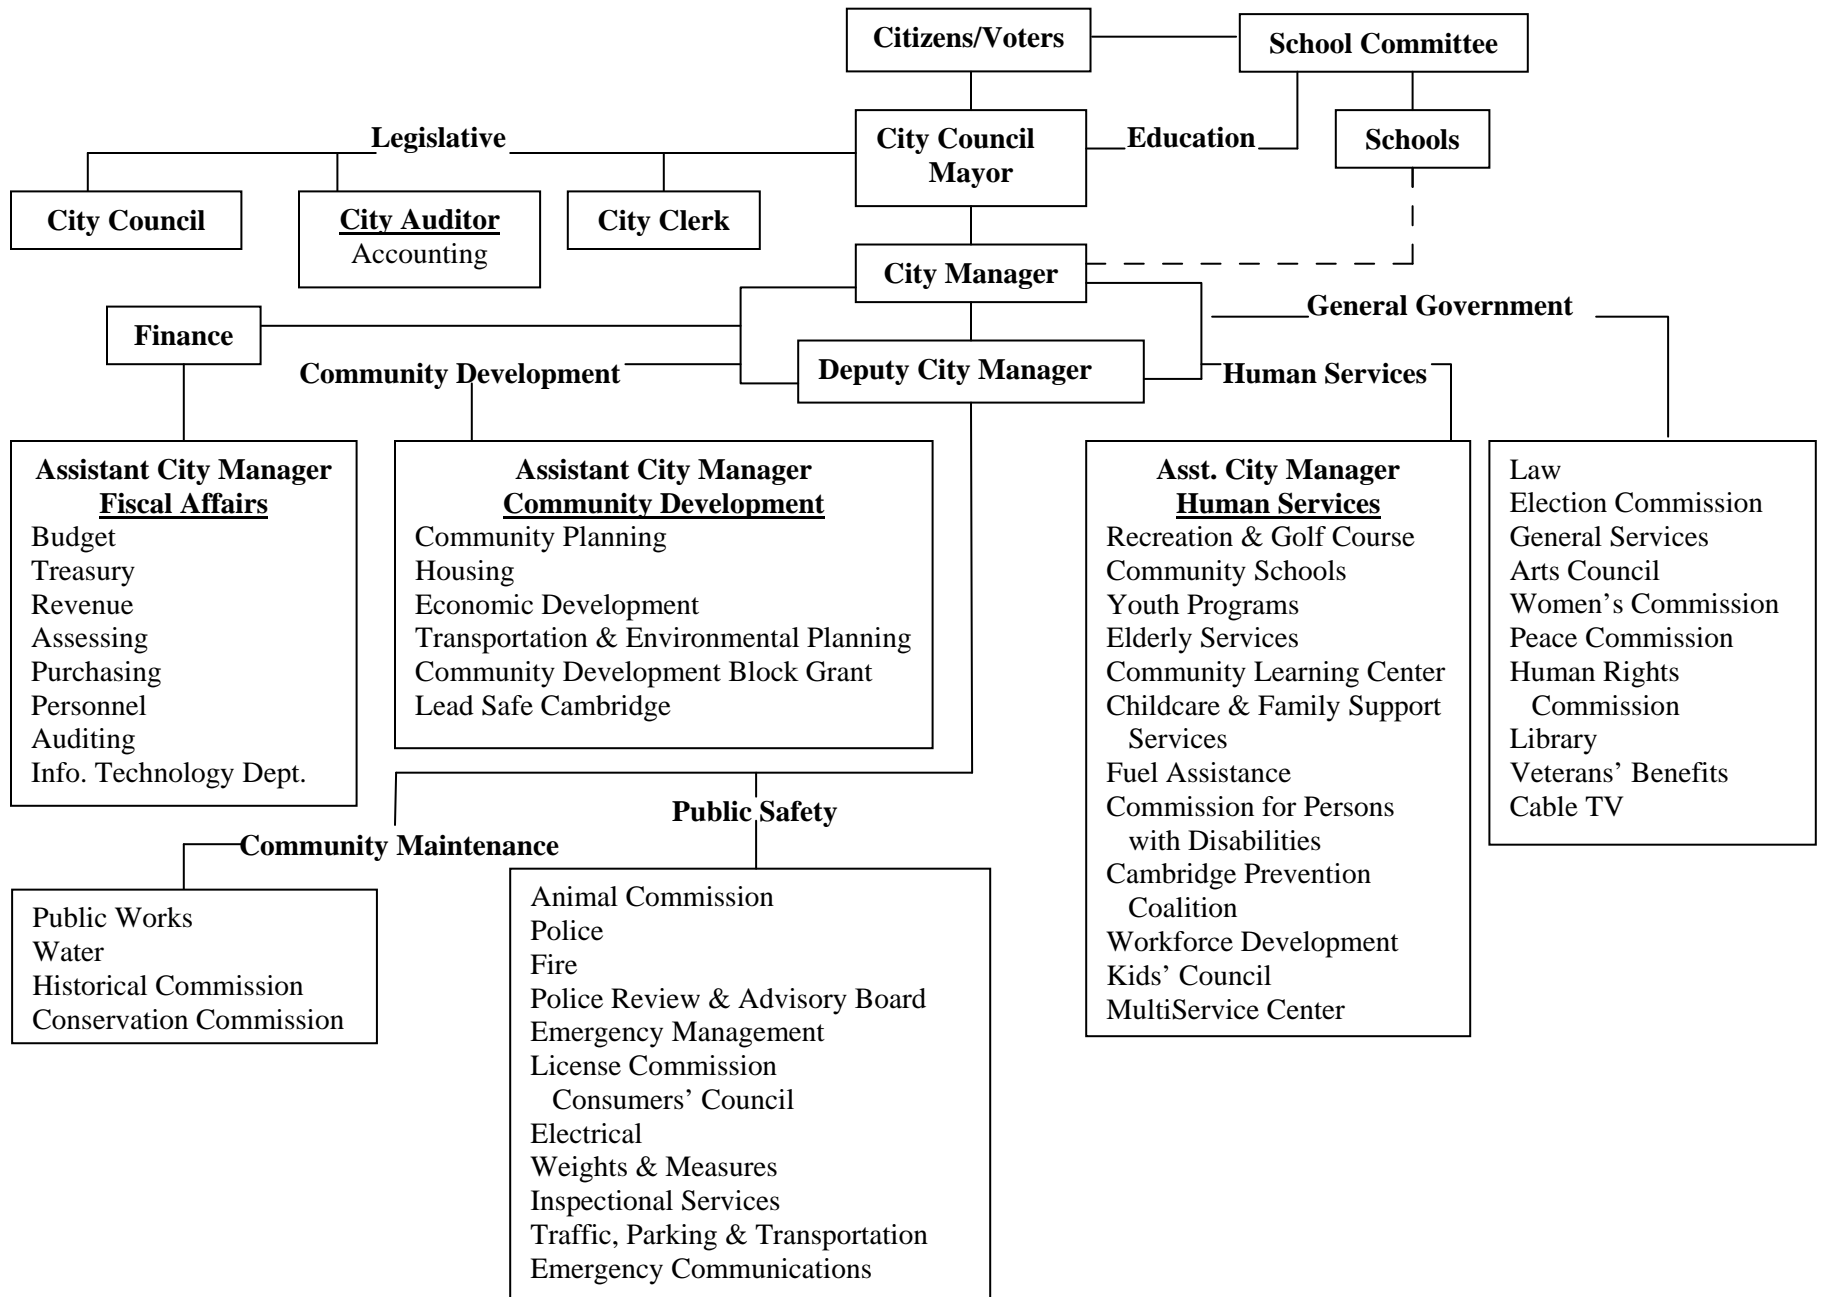 Citizens/Voters
School Committee
Legislative
City Council
Mayor
Education
Schools
City Council
City Auditor
Accounting
City Clerk
City Manager
General Government
Finance
Community Development
Deputy City Manager
Human Services
Assistant City Manager
Fiscal Affairs
Budget
Treasury
Revenue
Assessing
Purchasing
Personnel
Auditing
Info. Technology Dept.
Assistant City Manager
Community Development
Community Planning
Housing
Economic Development
Transportation & Environmental Planning
Community Development Block Grant
Lead Safe Cambridge
Asst. City Manager
Human Services
Recreation & Golf Course
Community Schools
Youth Programs
Elderly Services
Community Learning Center
Childcare & Family Support
Services
Fuel Assistance
Commission for Persons
with Disabilities
Cambridge Prevention
Coalition
Workforce Development
Kids’ Council
MultiService Center
Law
Election Commission
General Services
Arts Council
Women’s Commission
Peace Commission
Human Rights
Commission
Library
Veterans’ Benefits
Cable TV
Public Safety
Community Maintenance
Public Works
Water
Historical Commission
Conservation Commission
Animal Commission
Police
Fire
Police Review & Advisory Board
Emergency Management
License Commission
Consumers’ Council
Electrical
Weights & Measures
Inspectional Services
Traffic, Parking & Transportation
Emergency Communications